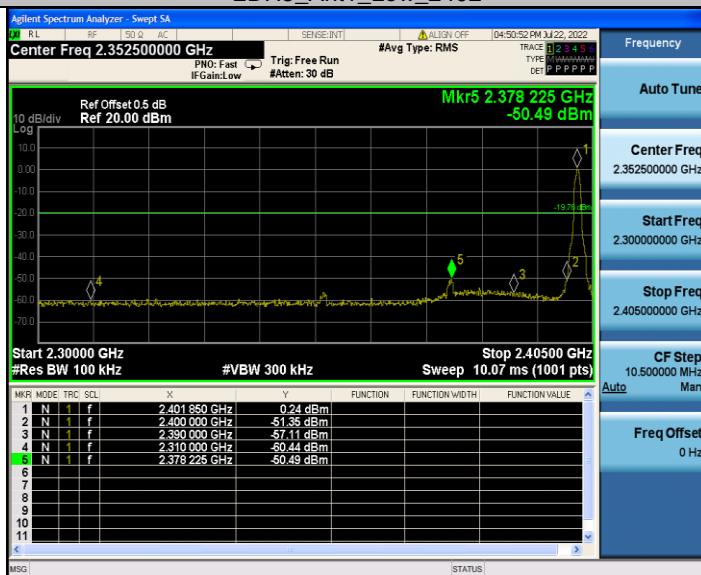 Agilent Spectrum Analyzer - Swept SA
RL RF 50 Ω AC SENSE:INT ALIGN OFF 04:50:52 PM Jul 22, 2022
Center Freq 2.352500000 GHz
PNO: Fast
IFGain:Low
Trig: Free Run
#Atten: 30 dB
#Avg Type: RMS
TRACE 1 2 3 4 5 6
TYPE MWWWWW
DET P P P P P P
Ref Offset 0.5 dB
10 dB/div Ref 20.00 dBm
Log
Mkr5 2.378 225 GHz
-50.49 dBm
10.0
0.00
-10.0
-20.0
-30.0
-40.0
-50.0
-60.0
-70.0
1
2
3
4
5
Start 2.30000 GHz Stop 2.40500 GHz
#Res BW 100 kHz #VBW 300 kHz Sweep 10.07 ms (1001 pts)
MKR MODE TRC SCL X Y FUNCTION FUNCTION WIDTH FUNCTION VALUE
1 N 1 f 2.401 850 GHz 0.24 dBm
2 N 1 f 2.400 000 GHz -51.35 dBm
3 N 1 f 2.390 000 GHz -57.11 dBm
4 N 1 f 2.310 000 GHz -60.44 dBm
5 N 1 f 2.378 225 GHz -50.49 dBm
6
7
8
9
10
11
MSG STATUS
Frequency
Auto Tune
Center Freq
2.352500000 GHz
Start Freq
2.300000000 GHz
Stop Freq
2.405000000 GHz
CF Step
10.500000 MHz
Auto Man
Freq Offset
0 Hz